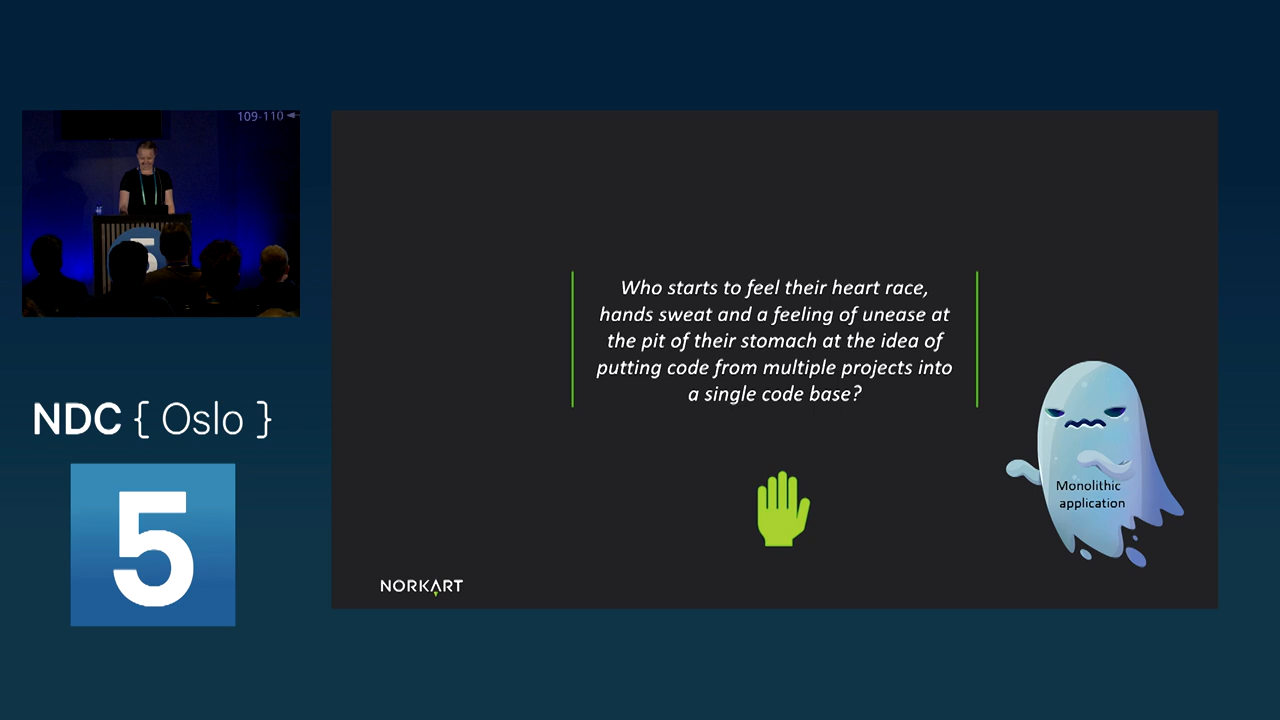 109-110
5
Who starts to feel their heart race,
hands sweat and a feeling of unease at
the pit of their stomach at the idea of
putting code from multiple projects into
a single code base?
Monolithic
application
NORKART
NDC { Oslo }
5